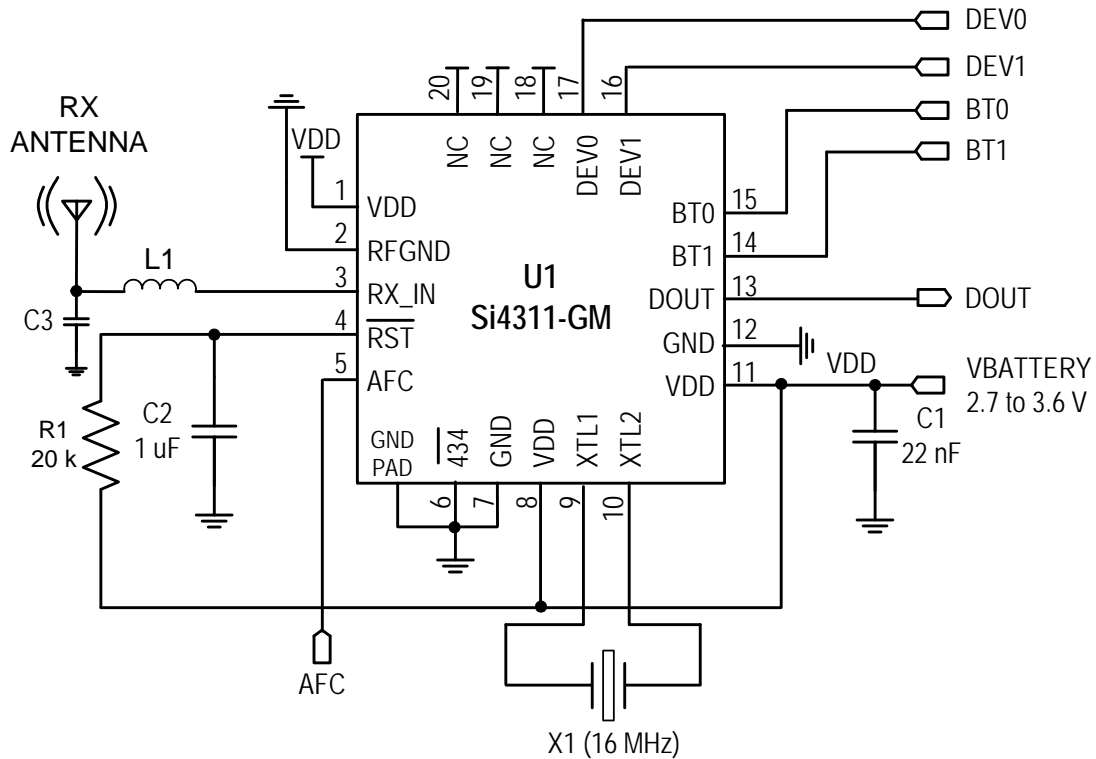 DEV0
DEV1
BT0
BT1
RX
ANTENNA
VDD
20
19
18
17
16
NC
NC
NC
DEV0
DEV1
1
VDD
2
RFGND
L1
3
RX_IN
C3
4
RST
5
AFC
U1
Si4311-GM
15
BT0
14
BT1
13
DOUT
DOUT
12
GND
11
VDD
VDD
VBATTERY
2.7 to 3.6 V
C1
22 nF
R1
20 k
C2
1 uF
GND
PAD
434
GND
VDD
XTL1
XTL2
6
7
8
9
10
AFC
X1 (16 MHz)